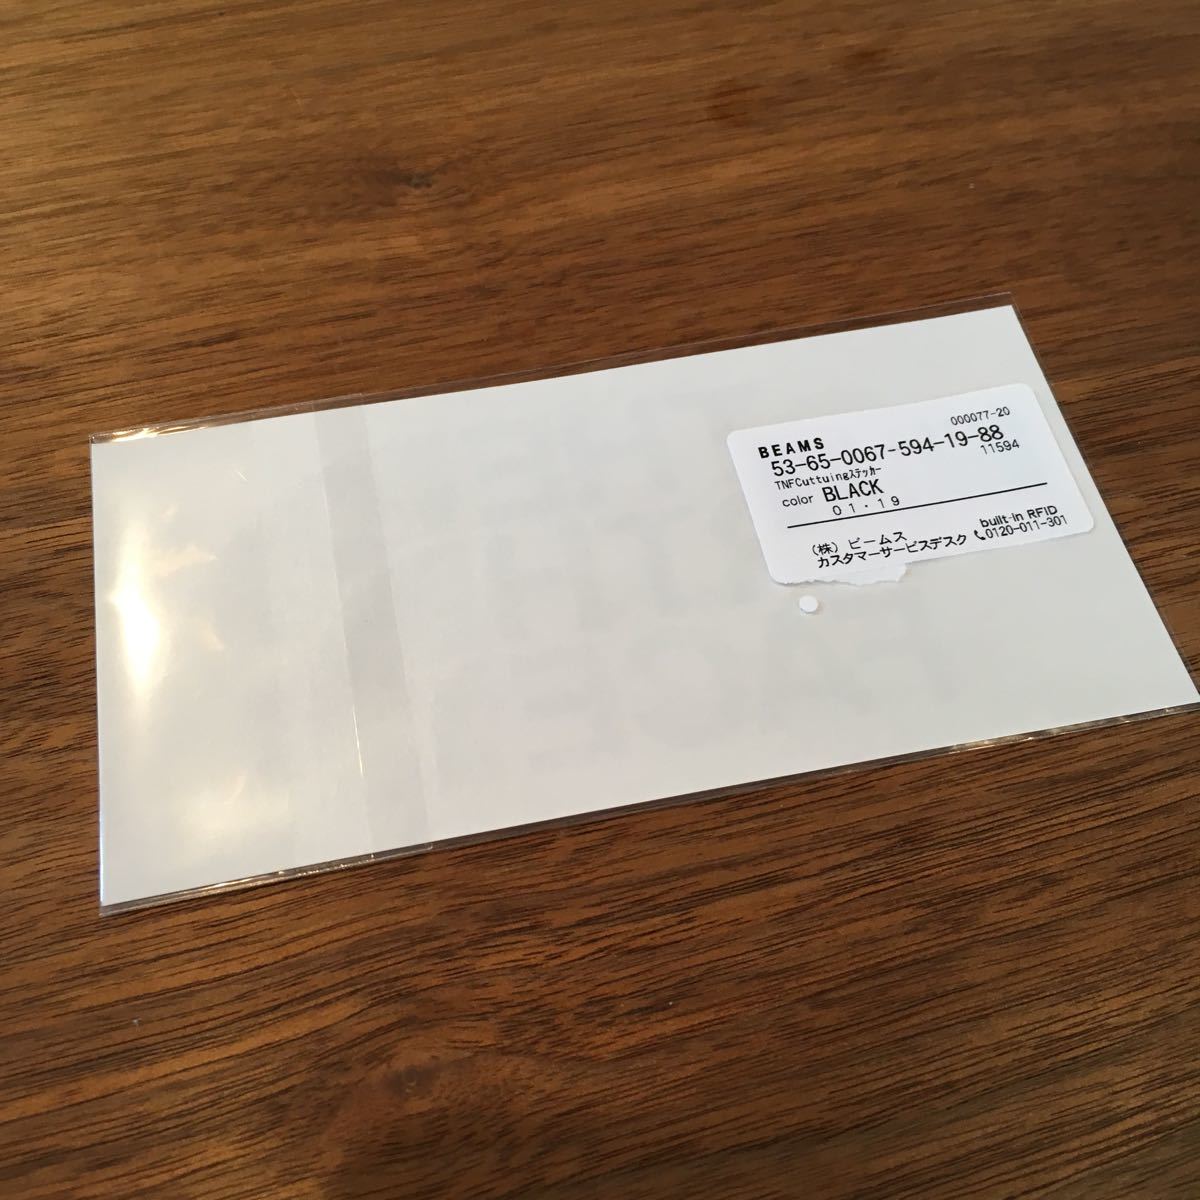 000077-20
BEAMS
53-65-0067-594-19-88
11594
TNFCuttuingステッカー
color BLACK
01・19
built-in RFID
(株) ビームス
カスタマーサービスデスク 0120-011-301